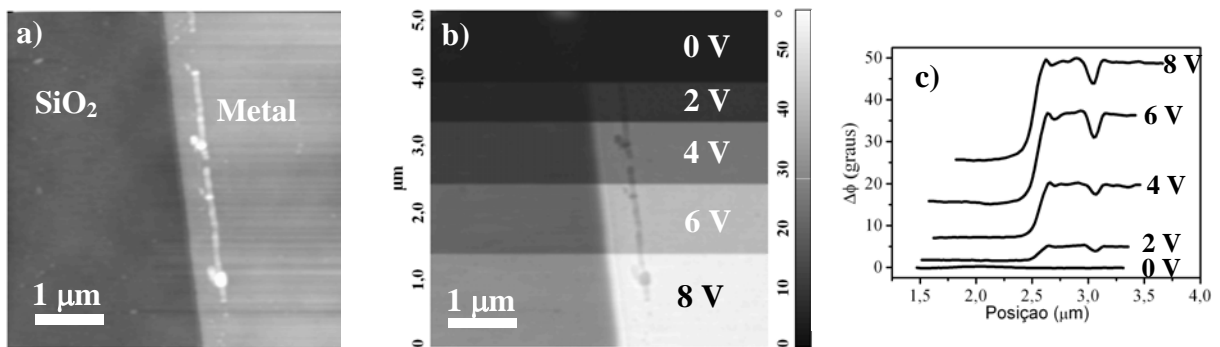 a)
SiO₂
Metal
1 μm
b)
5,0
4,0
3,0
2,0
1,0
0
μm
0 V
2 V
4 V
6 V
8 V
1 μm
°
50
40
30
20
10
0
c)
50
40
30
20
10
0
Δϕ (graus)
8 V
6 V
4 V
2 V
0 V
1,5
2,0
2,5
3,0
3,5
4,0
Posiçao (μm)